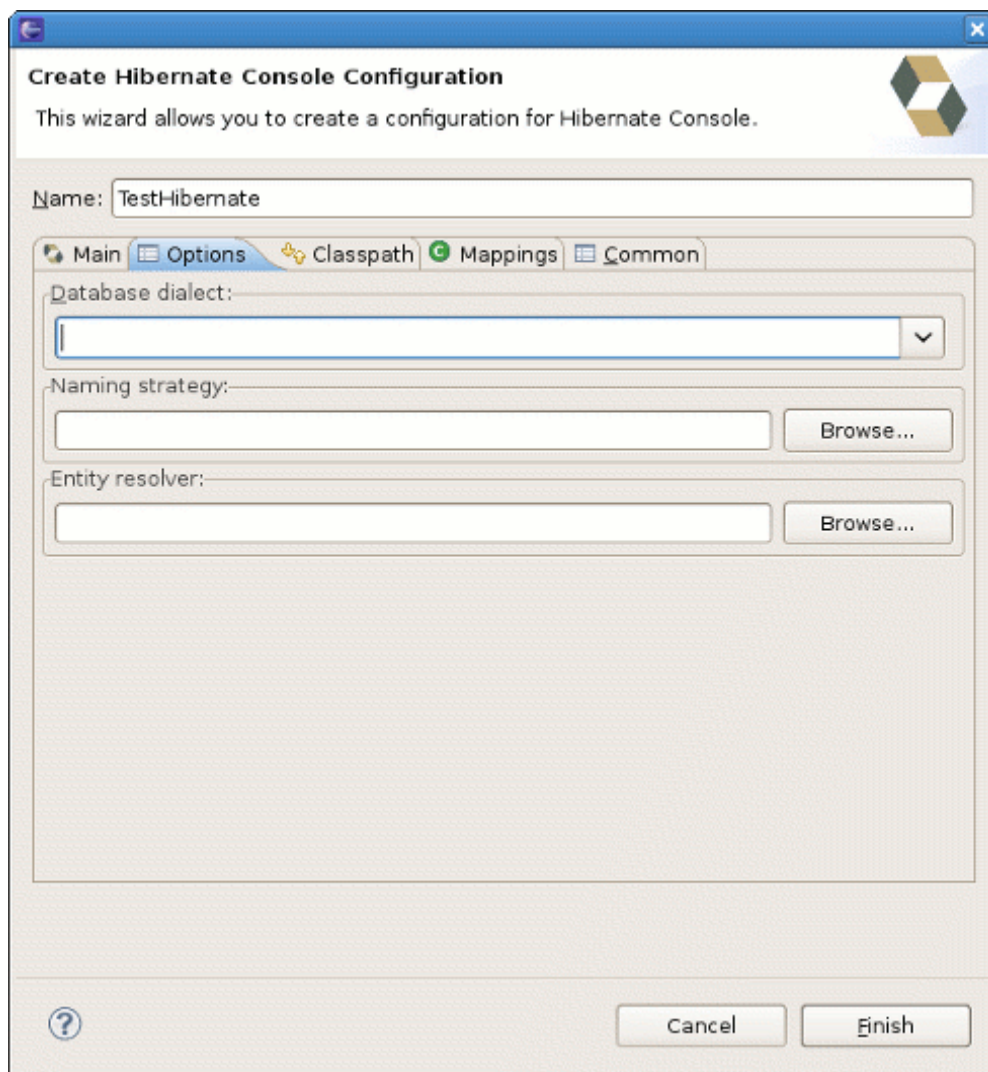 Create Hibernate Console Configuration
This wizard allows you to create a configuration for Hibernate Console.
Name: TestHibernate
Main Options Classpath Mappings Common
Database dialect:
Naming strategy:
Browse...
Entity resolver:
Browse...
Cancel Finish